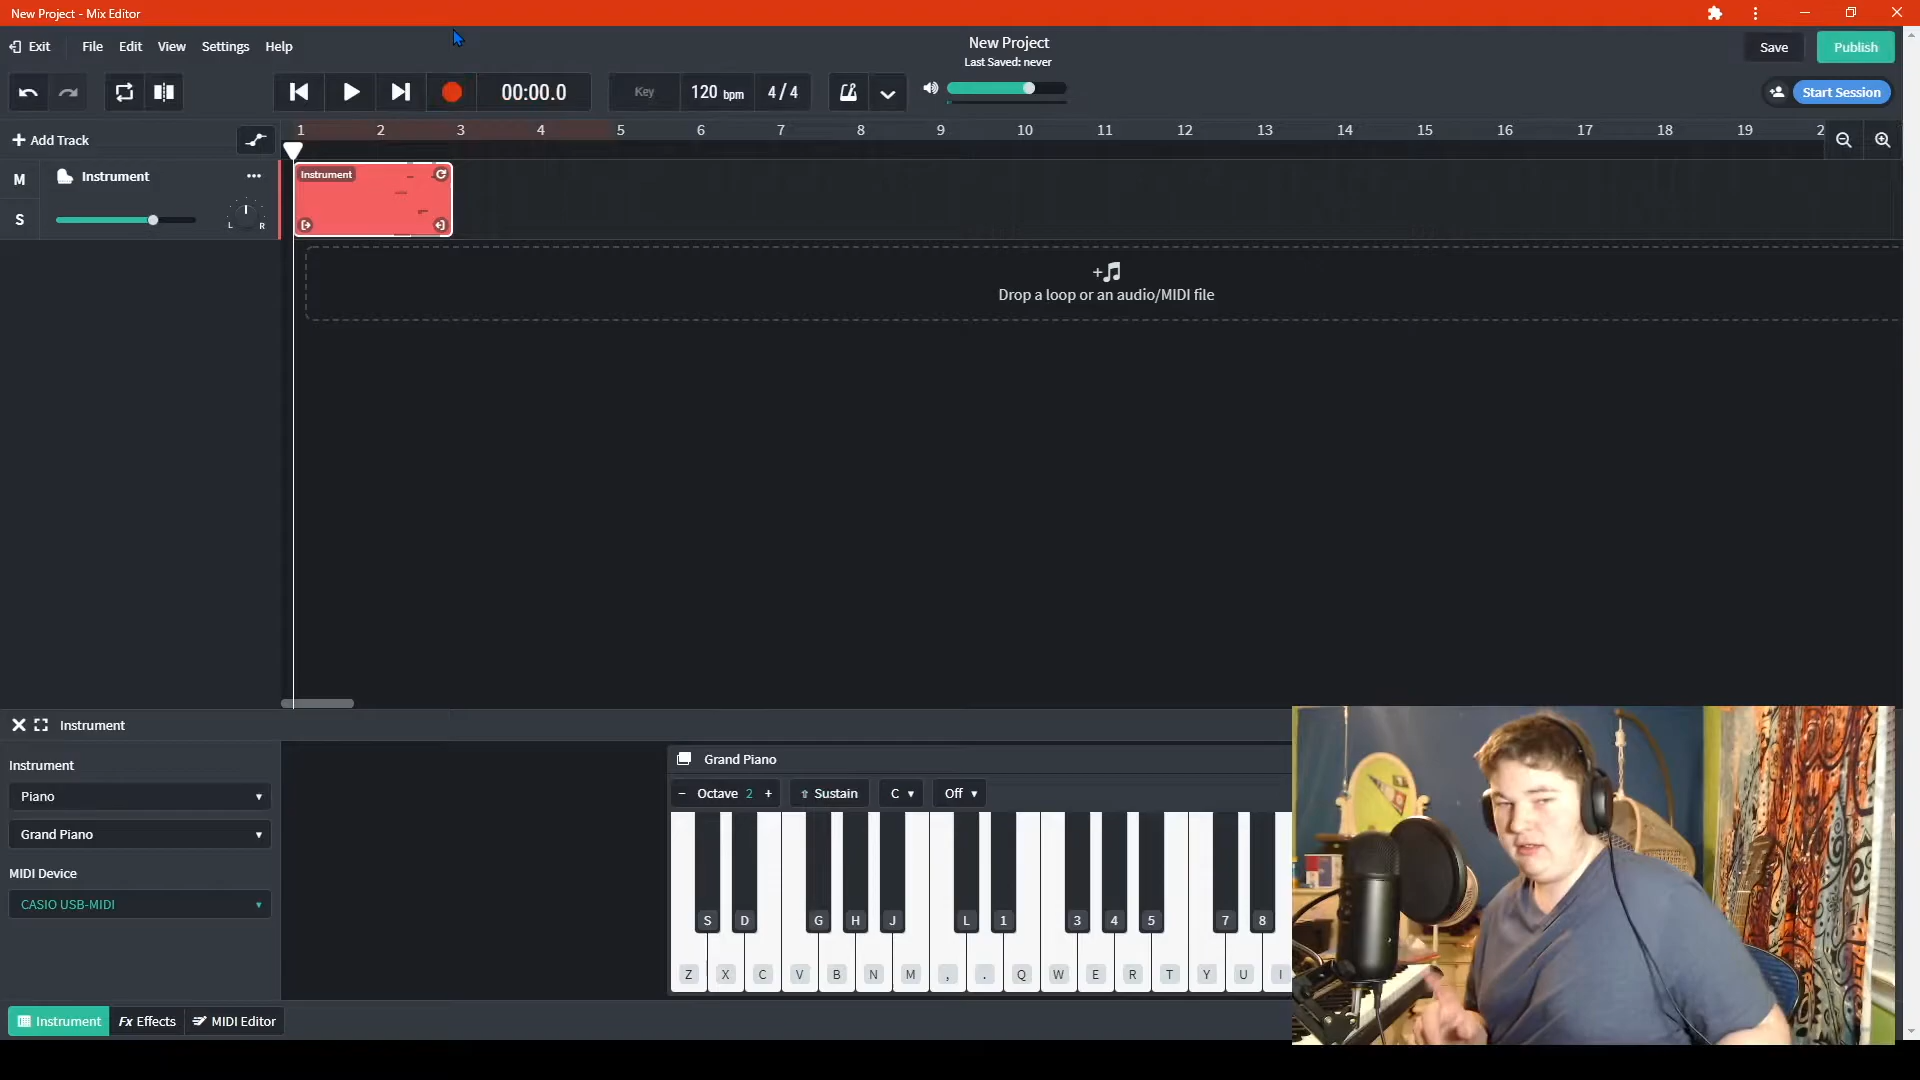 New Project - Mix Editor
Exit File Edit View Settings Help
New Project
Last Saved: never
Save Publish
00:00.0 Key 120 bpm 4 / 4
Start Session
Add Track
1 2 3 4 5 6 7 8 9 10 11 12 13 14 15 16 17 18 19 2
M Instrument
S L R
Instrument
Drop a loop or an audio/MIDI file
Instrument
Instrument
Piano
Grand Piano
MIDI Device
CASIO USB-MIDI
Grand Piano
− Octave 2 + Sustain C Off
S D G H J L 1 3 4 5 7 8
Z X C V B N M , . Q W E R T Y U I
Instrument Fx Effects MIDI Editor